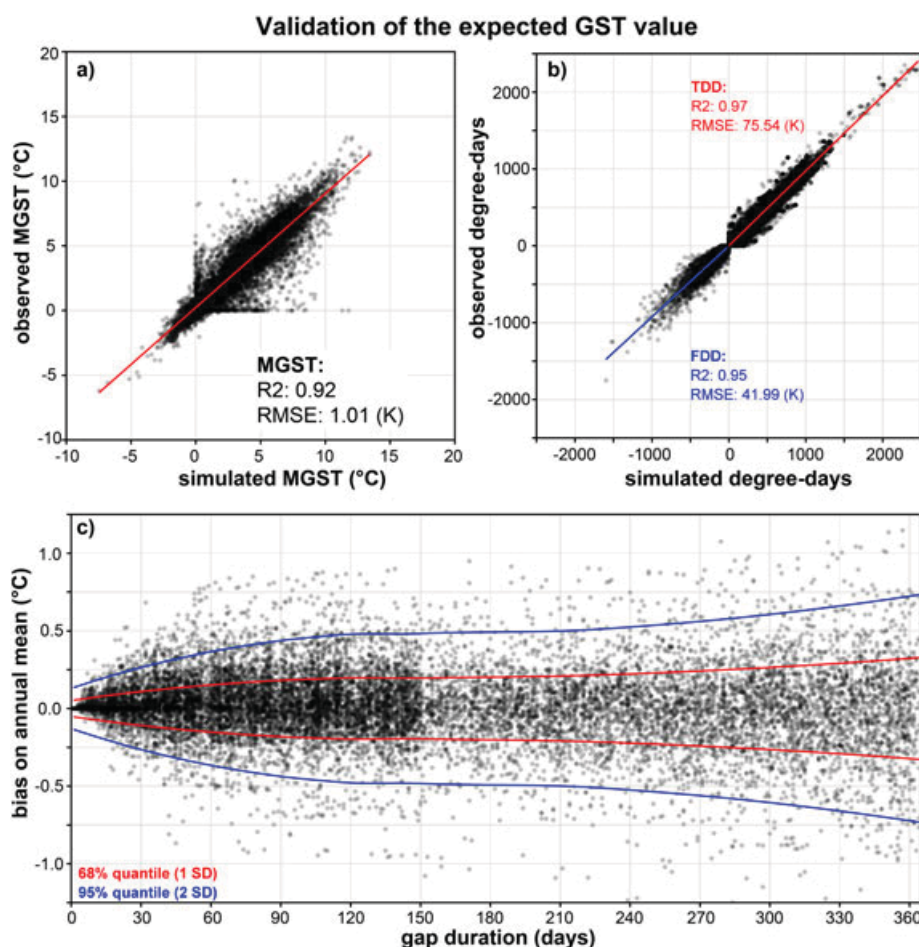 Validation of the expected GST value
a)
20
15
10
5
0
-5
-10
-10 -5 0 5 10 15 20
observed MGST (°C)
simulated MGST (°C)
MGST:
R2: 0.92
RMSE: 1.01 (K)
b)
2000
1000
0
-1000
-2000
-2000 -1000 0 1000 2000
observed degree-days
simulated degree-days
TDD:
R2: 0.97
RMSE: 75.54 (K)
FDD:
R2: 0.95
RMSE: 41.99 (K)
c)
1.0
0.5
0.0
-0.5
-1.0
bias on annual mean (°C)
68% quantile (1 SD)
95% quantile (2 SD)
0 30 60 90 120 150 180 210 240 270 300 330 360
gap duration (days)